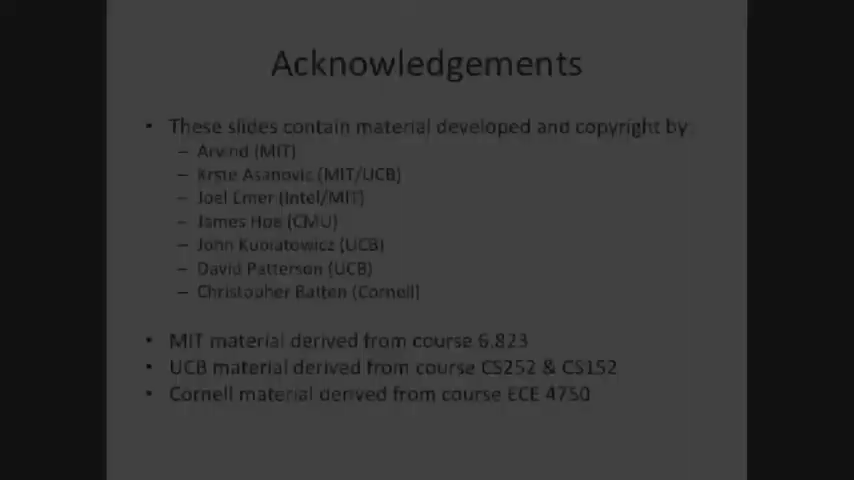 Acknowledgements
• These slides contain material developed and copyright by:
– Arvind (MIT)
– Krste Asanovic (MIT/UCB)
– Joel Emer (Intel/MIT)
– James Hoe (CMU)
– John Kubiatowicz (UCB)
– David Patterson (UCB)
– Christopher Batten (Cornell)
• MIT material derived from course 6.823
• UCB material derived from course CS252 & CS152
• Cornell material derived from course ECE 4750